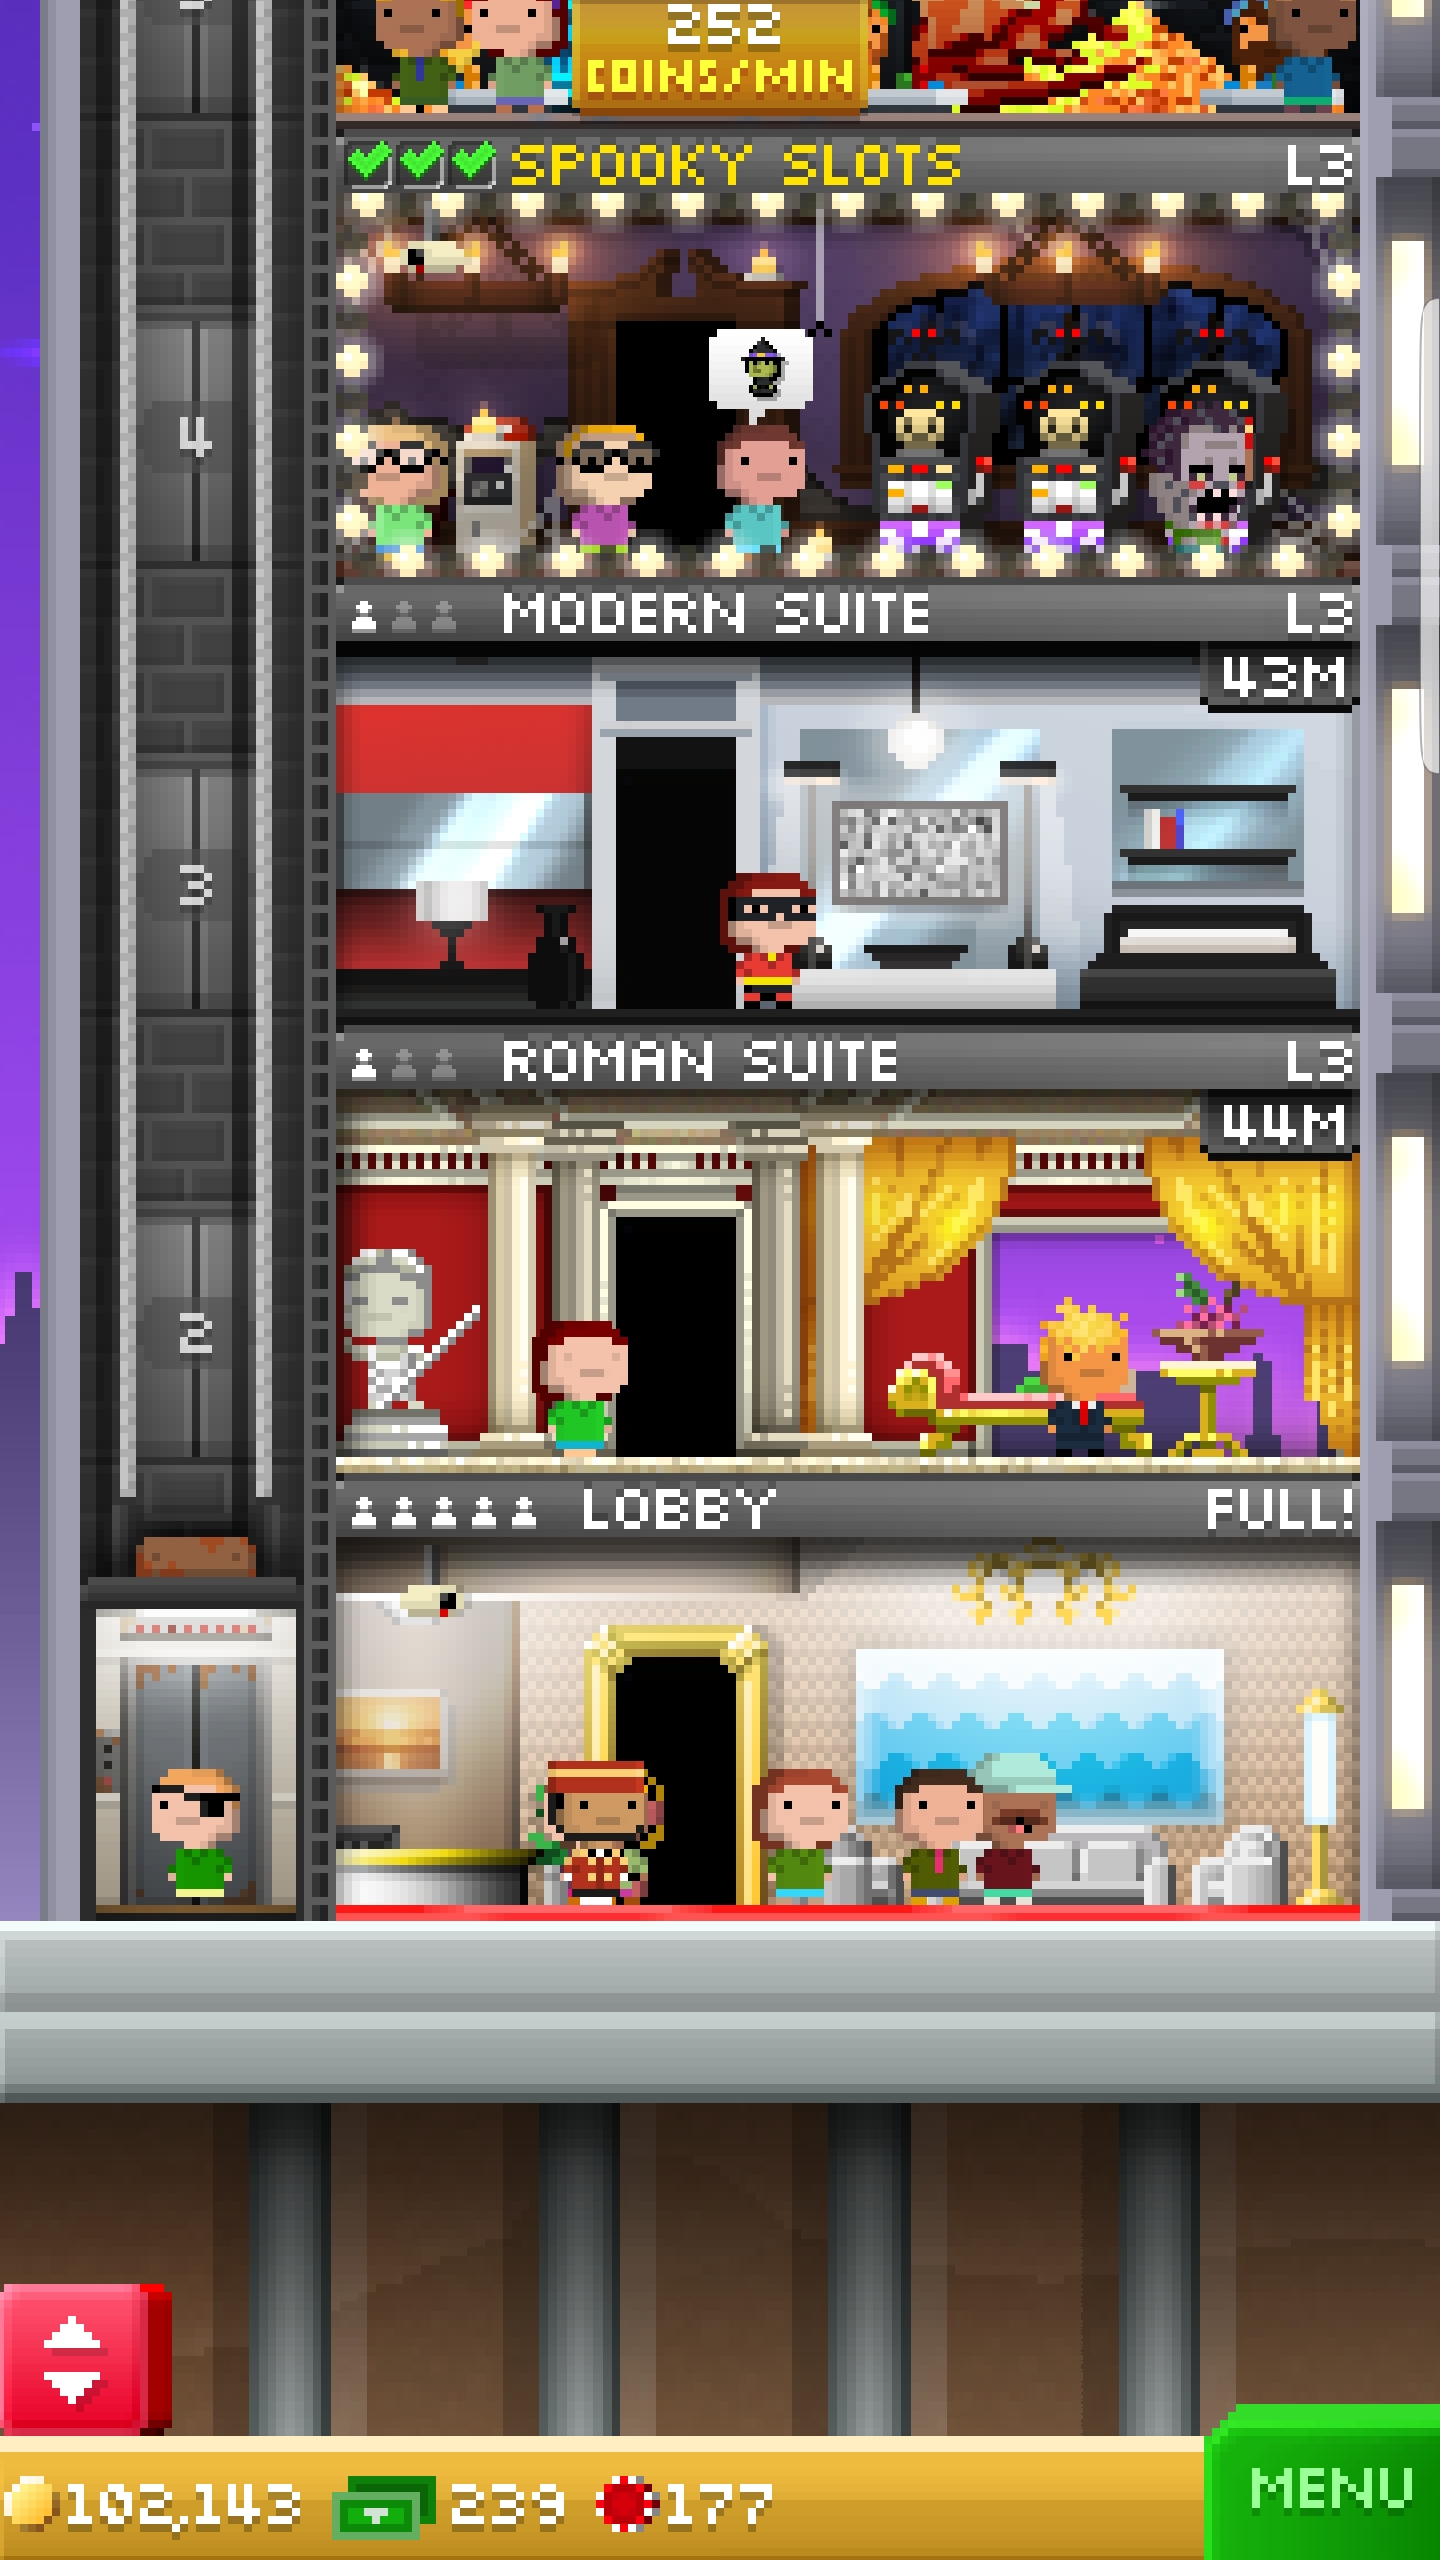 252
COINS/MIN
SPOOKY SLOTS L3
4
MODERN SUITE L3
43M
3
ROMAN SUITE L3
44M
2
LOBBY FULL!
102,143 239 177
MENU